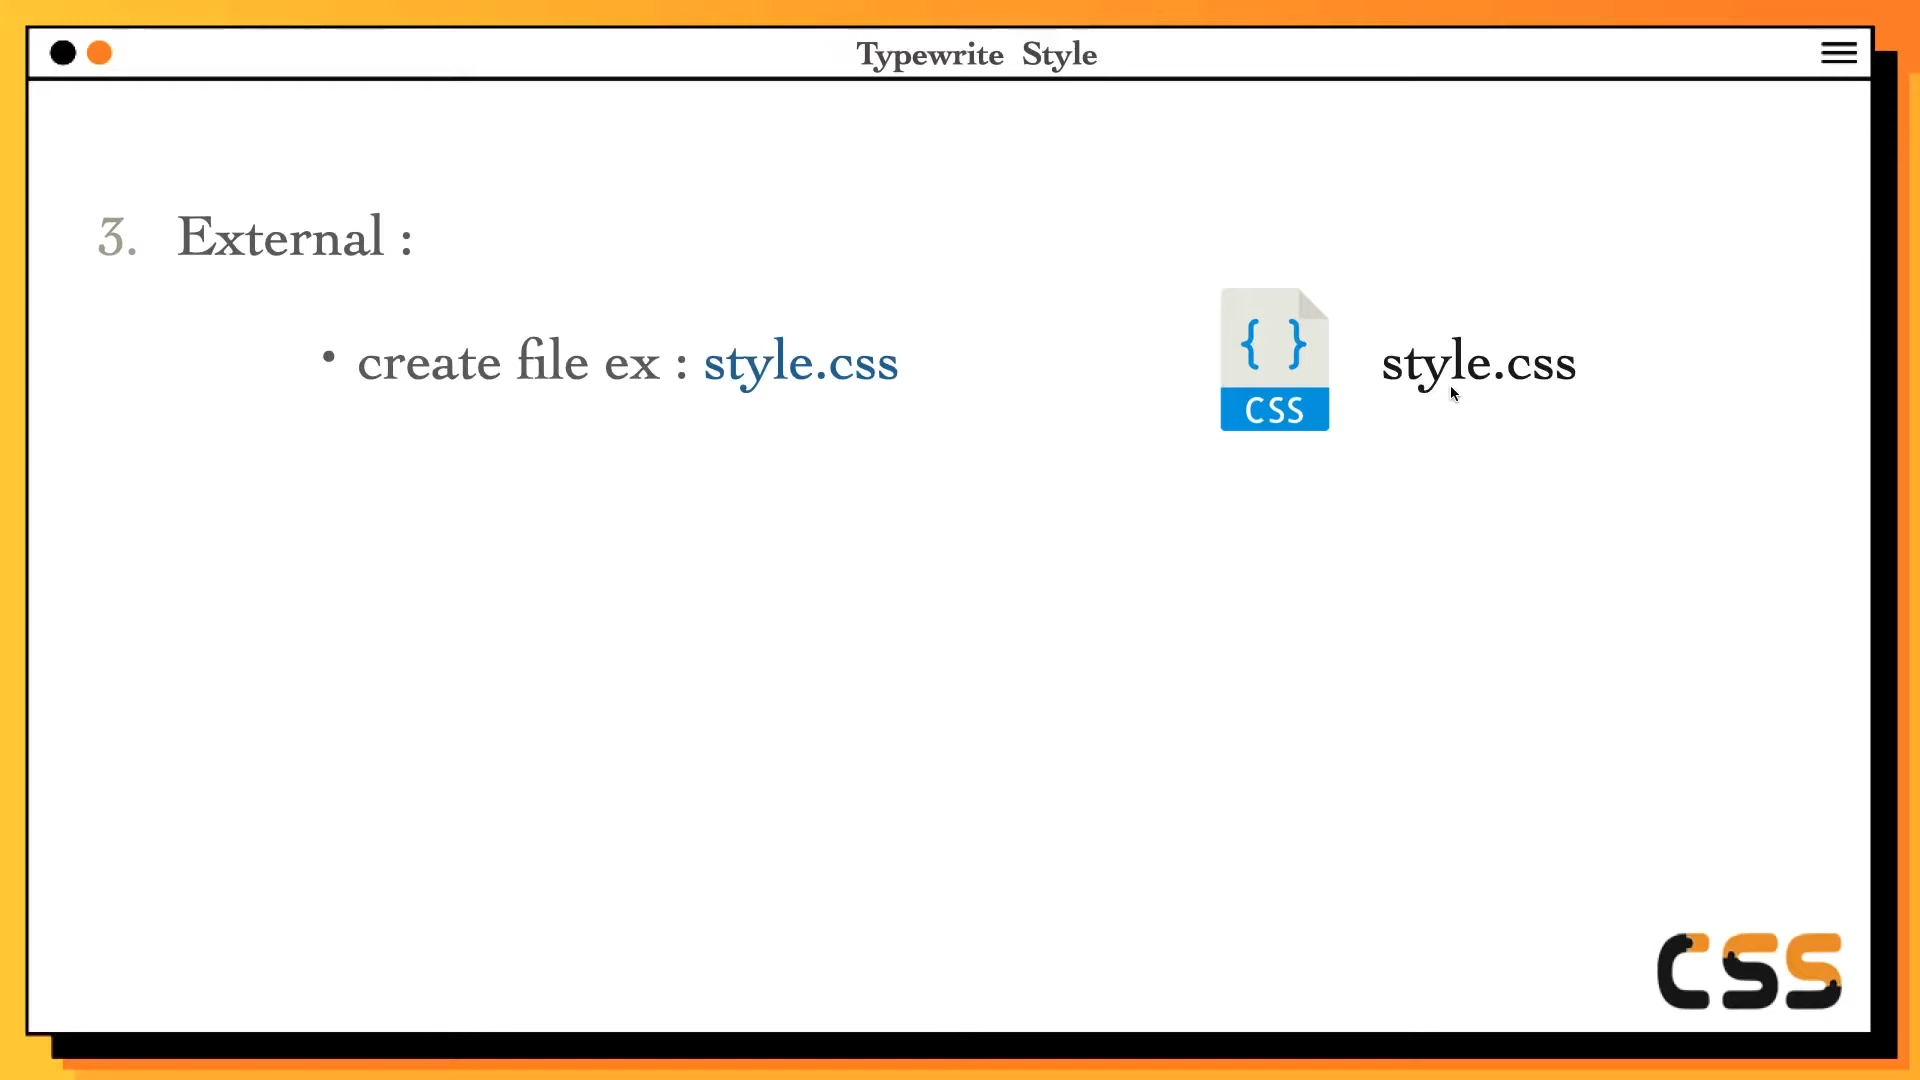 Typewrite Style
3. External :
• create file ex : style.css
{ }
CSS
style.css
CSS